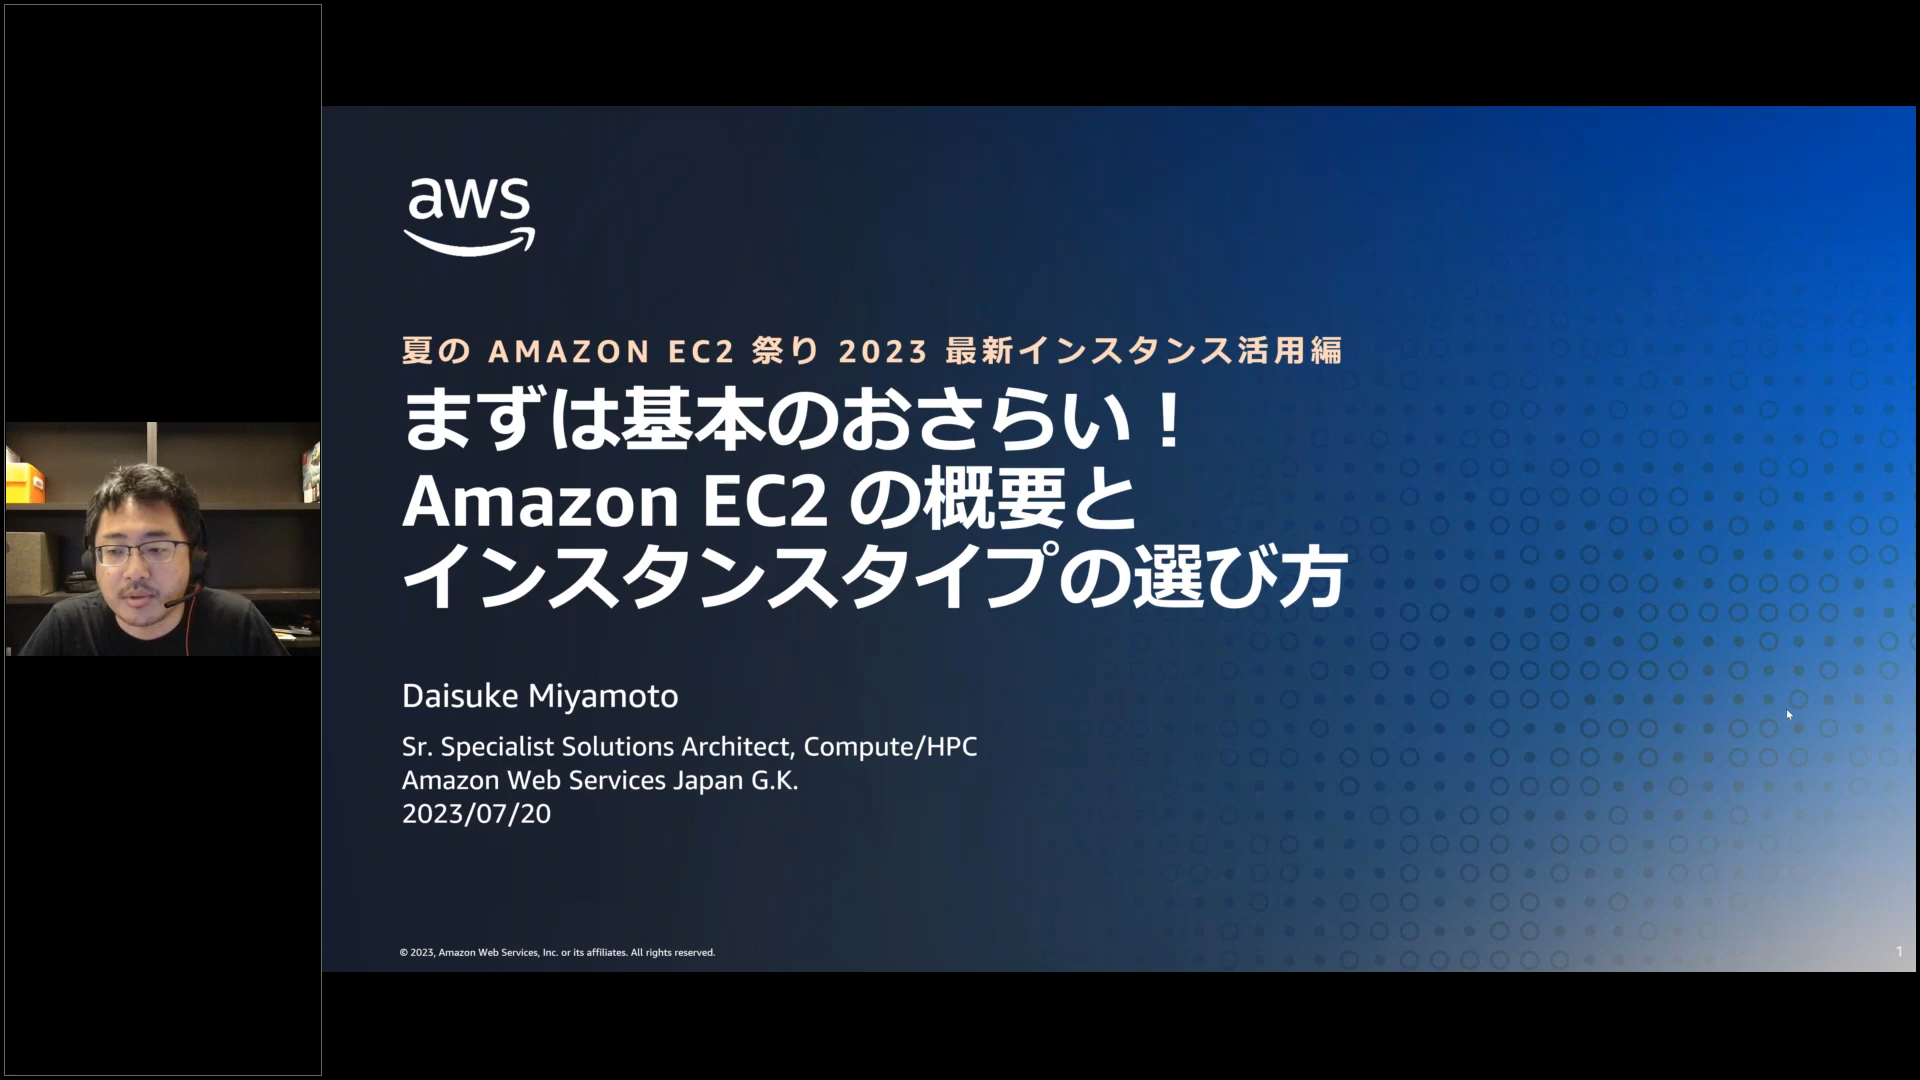 aws
夏の AMAZON EC2 祭り 2023 最新インスタンス活用編
まずは基本のおさらい！
Amazon EC2 の概要と
インスタンスタイプの選び方
Daisuke Miyamoto
Sr. Specialist Solutions Architect, Compute/HPC
Amazon Web Services Japan G.K.
2023/07/20
© 2023, Amazon Web Services, Inc. or its affiliates. All rights reserved.
1